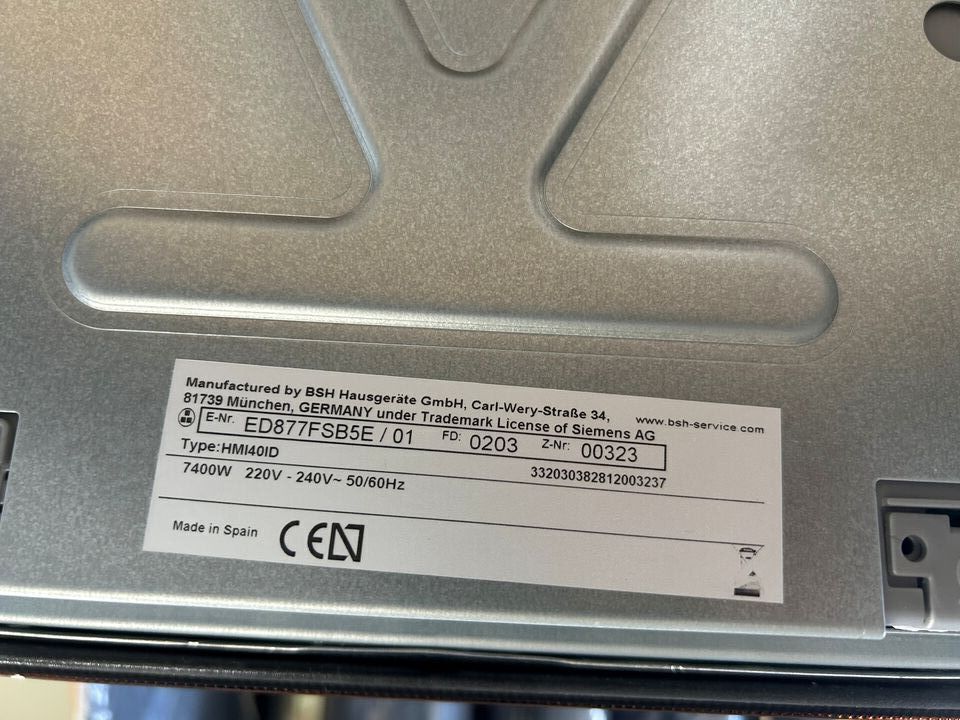 Manufactured by BSH Hausgeräte GmbH, Carl-Wery-Straße 34,
81739 München, GERMANY under Trademark License of Siemens AG
www.bsh-service.com
E-Nr. ED877FSB5E / 01 FD: 0203 Z-Nr: 00323
Type:HMI40ID
332030382812003237
7400W 220V - 240V~ 50/60Hz
Made in Spain CE N